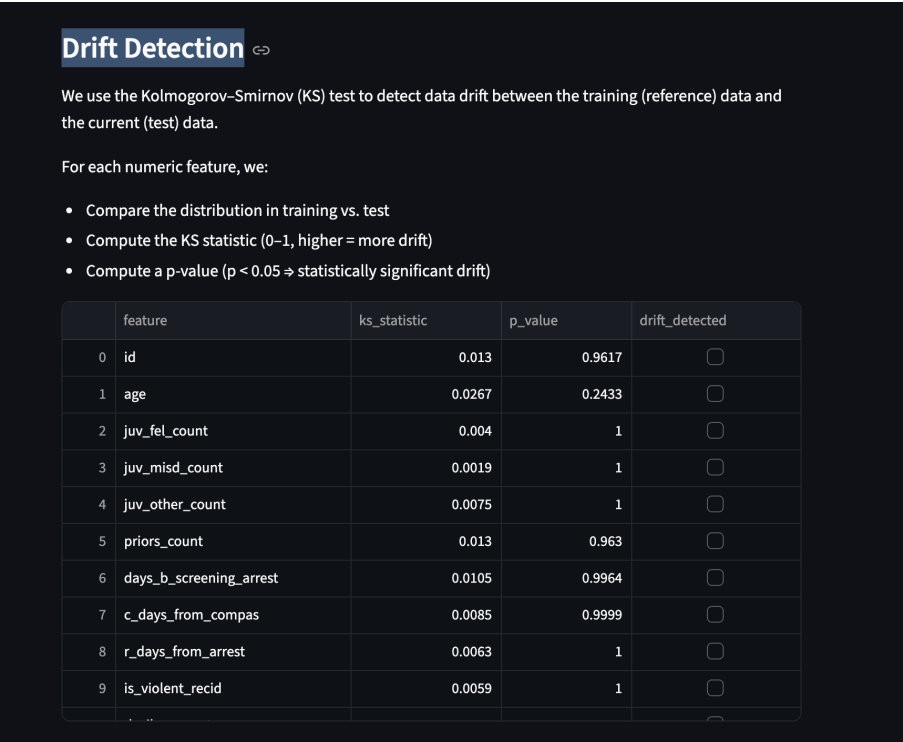 Drift Detection
We use the Kolmogorov–Smirnov (KS) test to detect data drift between the training (reference) data and
the current (test) data.
For each numeric feature, we:
• Compare the distribution in training vs. test
• Compute the KS statistic (0–1, higher = more drift)
• Compute a p-value (p < 0.05 ⇒ statistically significant drift)
feature ks_statistic p_value drift_detected
0 id 0.013 0.9617
1 age 0.0267 0.2433
2 juv_fel_count 0.004 1
3 juv_misd_count 0.0019 1
4 juv_other_count 0.0075 1
5 priors_count 0.013 0.963
6 days_b_screening_arrest 0.0105 0.9964
7 c_days_from_compas 0.0085 0.9999
8 r_days_from_arrest 0.0063 1
9 is_violent_recid 0.0059 1